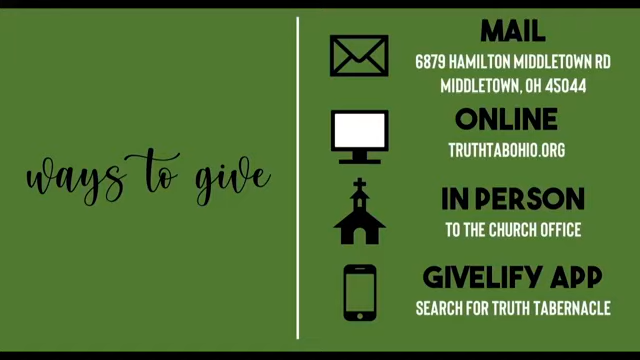 ways to give
MAIL
6879 HAMILTON MIDDLETOWN RD
MIDDLETOWN, OH 45044
ONLINE
TRUTHTABOHIO.ORG
IN PERSON
TO THE CHURCH OFFICE
GIVELIFY APP
SEARCH FOR TRUTH TABERNACLE